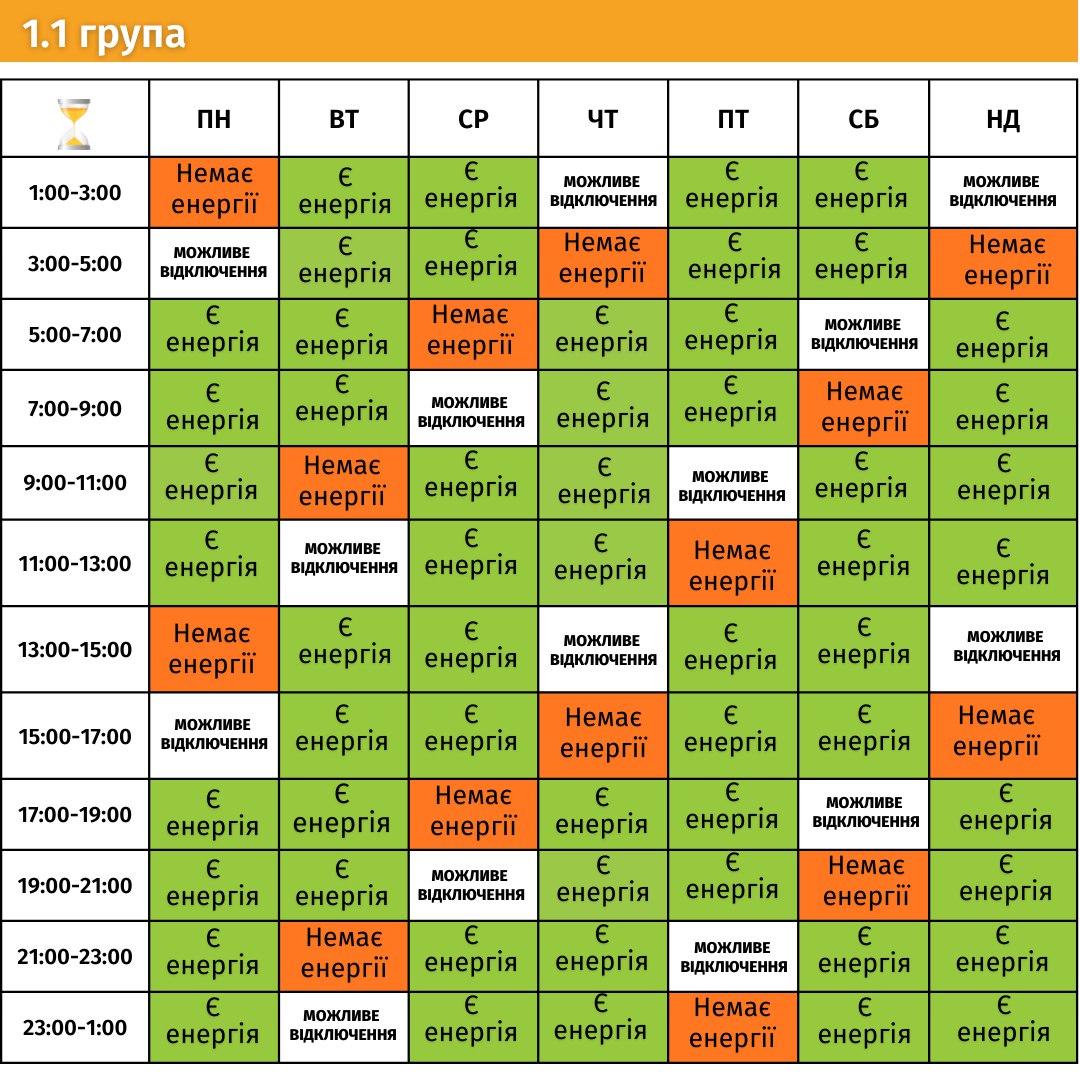 1.1 група
ПН ВТ СР ЧТ ПТ СБ НД
1:00-3:00 Немає енергії Є енергія Є енергія МОЖЛИВЕ ВІДКЛЮЧЕННЯ Є енергія Є енергія МОЖЛИВЕ ВІДКЛЮЧЕННЯ
3:00-5:00 МОЖЛИВЕ ВІДКЛЮЧЕННЯ Є енергія Є енергія Немає енергії Є енергія Є енергія Немає енергії
5:00-7:00 Є енергія Є енергія Немає енергії Є енергія Є енергія МОЖЛИВЕ ВІДКЛЮЧЕННЯ Є енергія
7:00-9:00 Є енергія Є енергія МОЖЛИВЕ ВІДКЛЮЧЕННЯ Є енергія Є енергія Немає енергії Є енергія
9:00-11:00 Є енергія Немає енергії Є енергія Є енергія МОЖЛИВЕ ВІДКЛЮЧЕННЯ Є енергія Є енергія
11:00-13:00 Є енергія МОЖЛИВЕ ВІДКЛЮЧЕННЯ Є енергія Є енергія Немає енергії Є енергія Є енергія
13:00-15:00 Немає енергії Є енергія Є енергія МОЖЛИВЕ ВІДКЛЮЧЕННЯ Є енергія Є енергія МОЖЛИВЕ ВІДКЛЮЧЕННЯ
15:00-17:00 МОЖЛИВЕ ВІДКЛЮЧЕННЯ Є енергія Є енергія Немає енергії Є енергія Є енергія Немає енергії
17:00-19:00 Є енергія Є енергія Немає енергії Є енергія Є енергія МОЖЛИВЕ ВІДКЛЮЧЕННЯ Є енергія
19:00-21:00 Є енергія Є енергія МОЖЛИВЕ ВІДКЛЮЧЕННЯ Є енергія Є енергія Немає енергії Є енергія
21:00-23:00 Є енергія Немає енергії Є енергія Є енергія МОЖЛИВЕ ВІДКЛЮЧЕННЯ Є енергія Є енергія
23:00-1:00 Є енергія МОЖЛИВЕ ВІДКЛЮЧЕННЯ Є енергія Є енергія Немає енергії Є енергія Є енергія